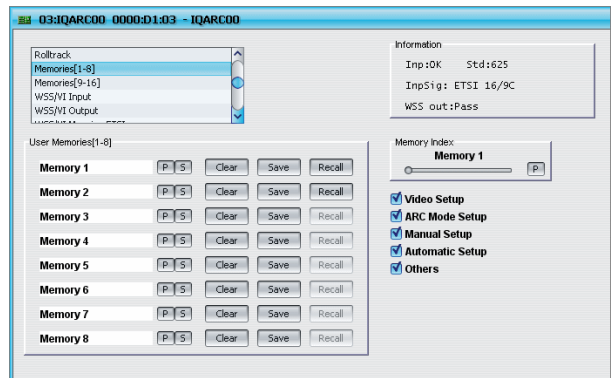 03:IQARC00 0000:D1:03 - IQARC00
Rolltrack
Memories[1-8]
Memories[9-16]
WSS/VI Input
WSS/VI Output
Information
Inp:OK Std:625
InpSig: ETSI 16/9C
WSS out:Pass
User Memories[1-8]
Memory 1 P S Clear Save Recall
Memory 2 P S Clear Save Recall
Memory 3 P S Clear Save Recall
Memory 4 P S Clear Save Recall
Memory 5 P S Clear Save Recall
Memory 6 P S Clear Save Recall
Memory 7 P S Clear Save Recall
Memory 8 P S Clear Save Recall
Memory Index
Memory 1
P
Video Setup
ARC Mode Setup
Manual Setup
Automatic Setup
Others